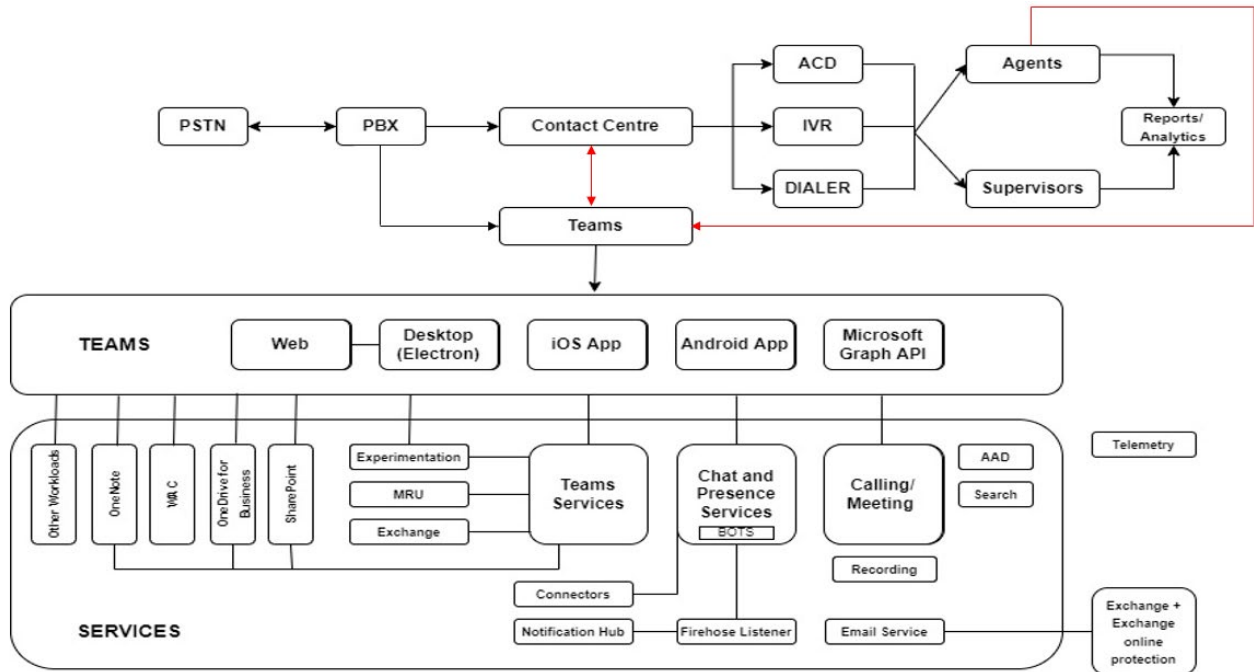 ACD
Agents
PSTN
PBX
Contact Centre
IVR
Reports/
Analytics
DIALER
Supervisors
Teams
TEAMS
Web
Desktop
(Electron)
iOS App
Android App
Microsoft
Graph API
Other Workloads
OneNote
WAC
OneDrive for
Business
SharePoint
Experimentation
MRU
Exchange
Teams
Services
Chat and
Presence
Services
BOTS
Calling/
Meeting
AAD
Search
Telemetry
Recording
Connectors
Notification Hub
Firehose Listener
Email Service
Exchange +
Exchange
online
protection
SERVICES